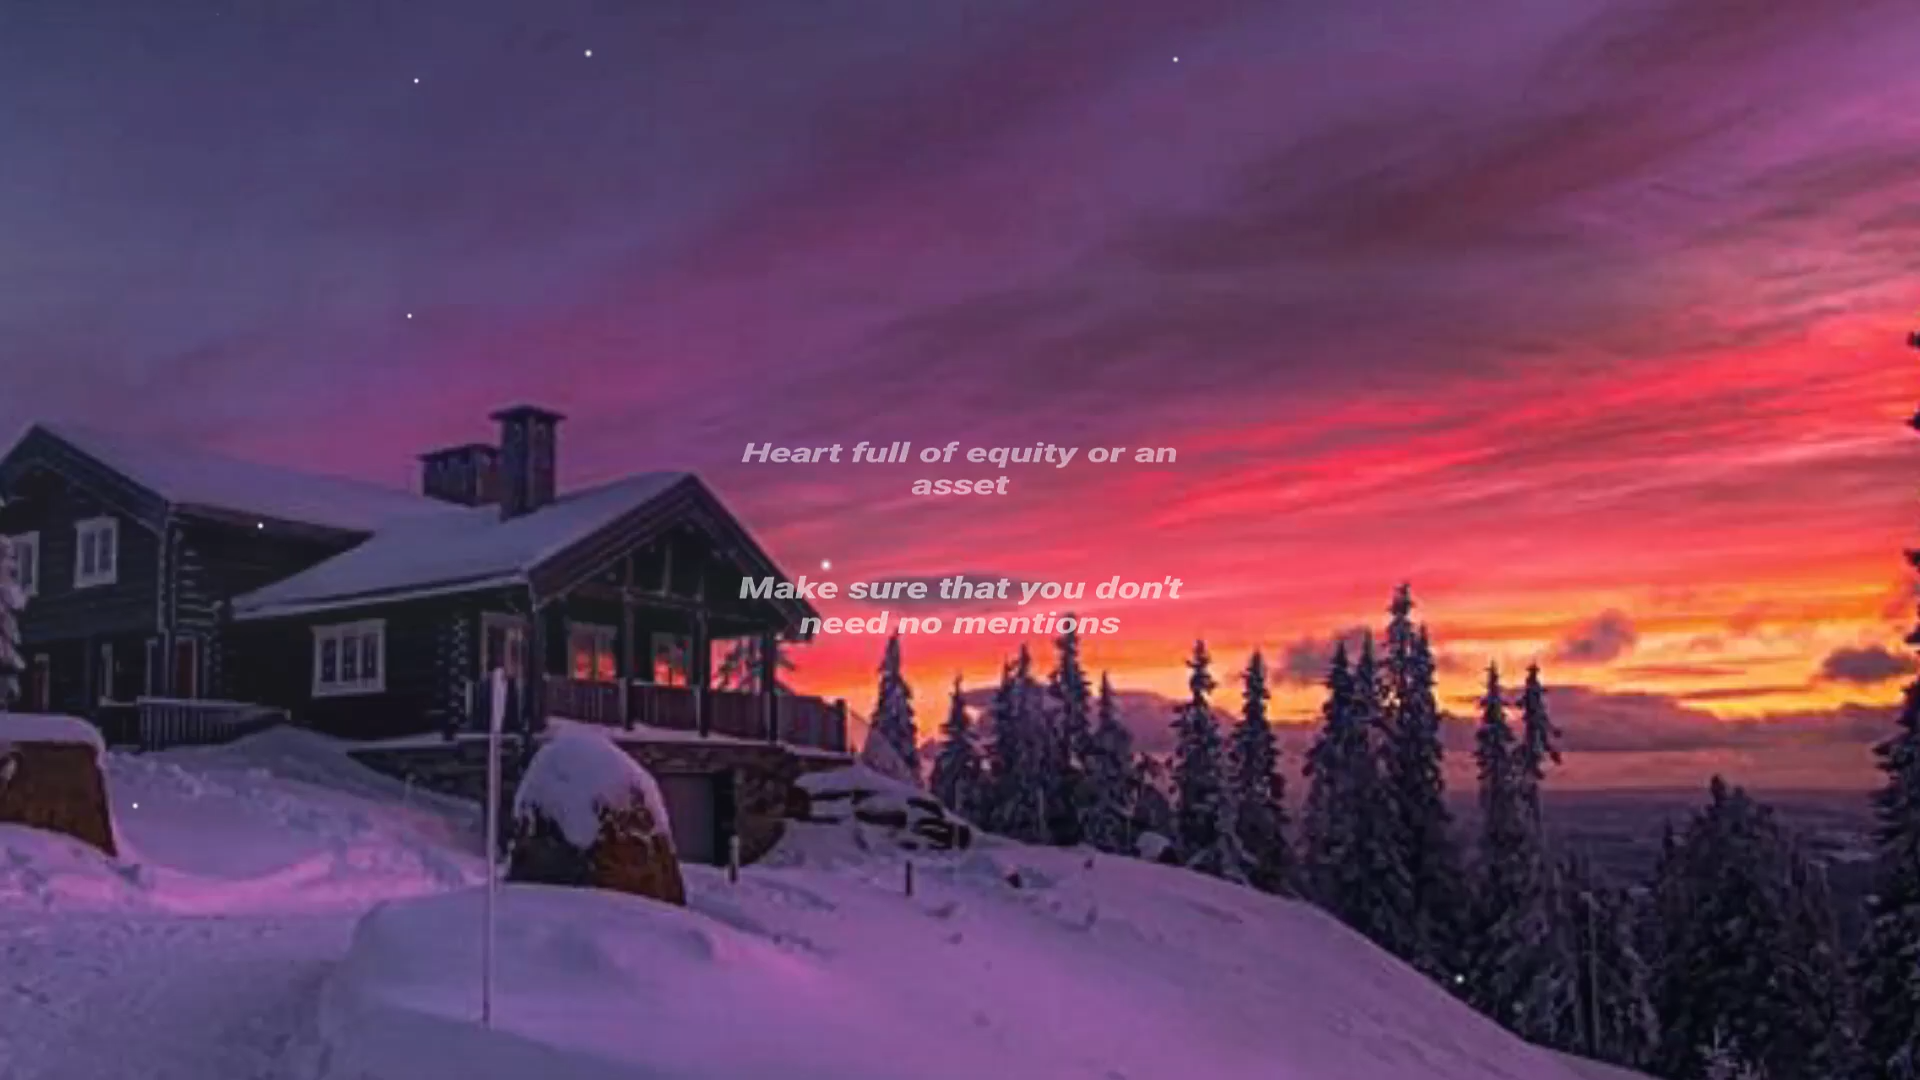 Heart full of equity or an
asset
Make sure that you don't
need no mentions